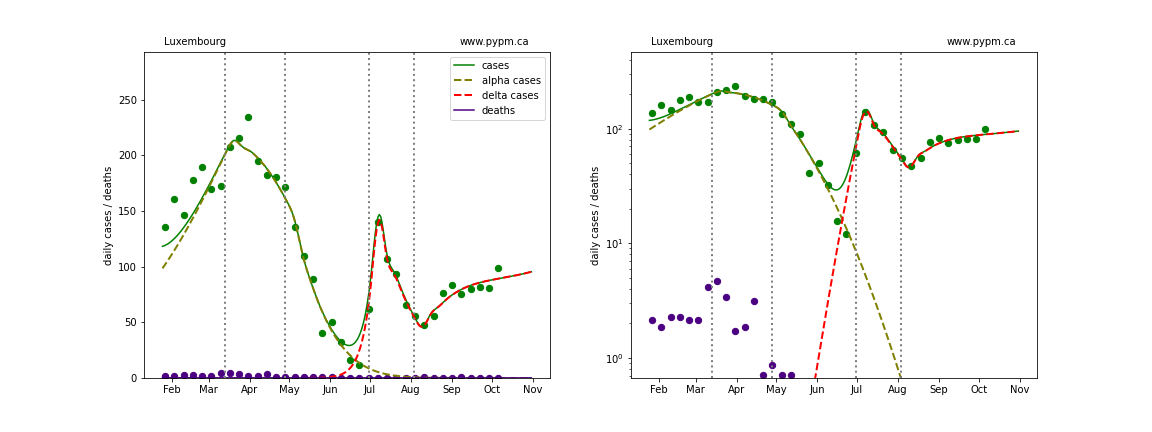 Luxembourg
www.pypm.ca
cases
alpha cases
delta cases
deaths
daily cases / deaths
250
200
150
100
50
0
Feb Mar Apr May Jun Jul Aug Sep Oct Nov
Luxembourg
www.pypm.ca
daily cases / deaths
10²
10¹
10⁰
Feb Mar Apr May Jun Jul Aug Sep Oct Nov